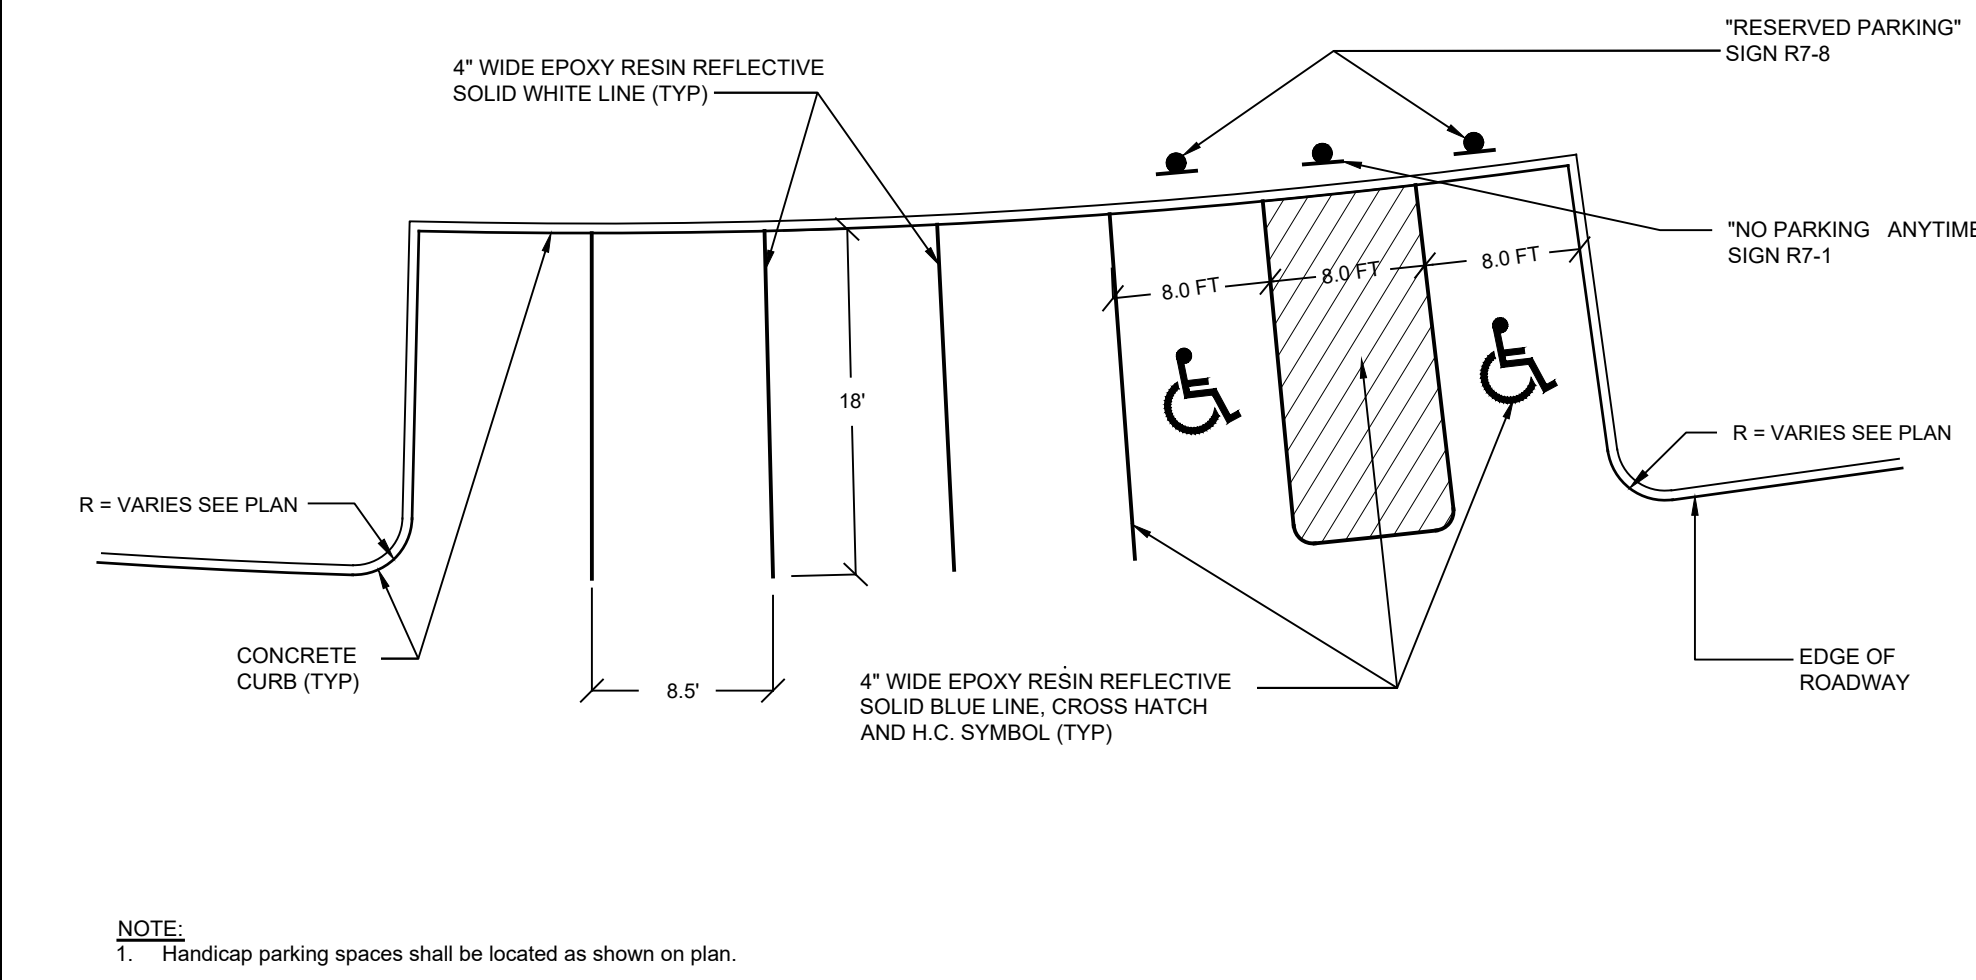 "RESERVED PARKING"
SIGN R7-8
4" WIDE EPOXY RESIN REFLECTIVE
SOLID WHITE LINE (TYP)
"NO PARKING ANYTIME
SIGN R7-1
8.0 FT
8.0 FT
8.0 FT
18'
R = VARIES SEE PLAN
R = VARIES SEE PLAN
CONCRETE
CURB (TYP)
8.5'
4" WIDE EPOXY RESIN REFLECTIVE
SOLID BLUE LINE, CROSS HATCH
AND H.C. SYMBOL (TYP)
EDGE OF
ROADWAY
NOTE:
1. Handicap parking spaces shall be located as shown on plan.